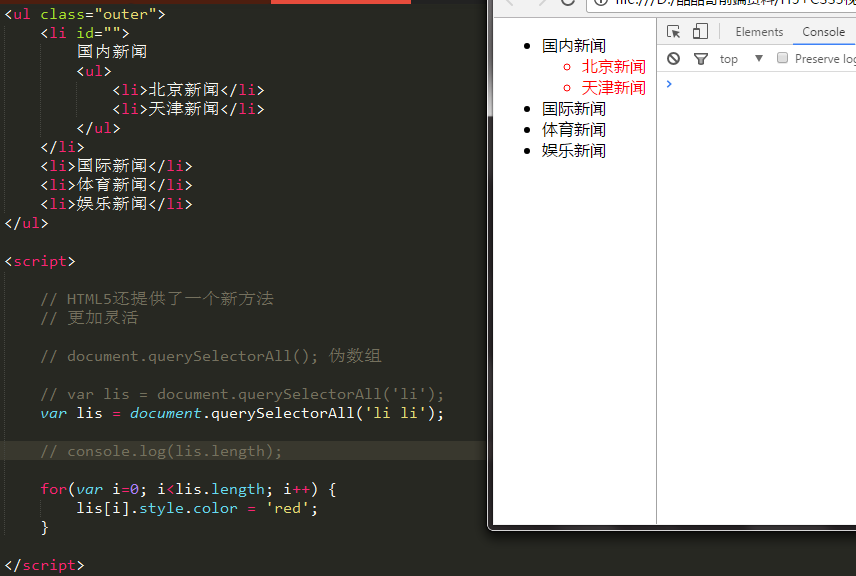 <ul class="outer">
<li id="">
国内新闻
<ul>
<li>北京新闻</li>
<li>天津新闻</li>
</ul>
</li>
<li>国际新闻</li>
<li>体育新闻</li>
<li>娱乐新闻</li>
</ul>
<script>
// HTML5还提供了一个新方法
// 更加灵活
// document.querySelectorAll(); 伪数组
// var lis = document.querySelectorAll('li');
var lis = document.querySelectorAll('li li');
// console.log(lis.length);
for(var i=0; i<lis.length; i++) {
lis[i].style.color = 'red';
}
</script>
国内新闻
北京新闻
天津新闻
国际新闻
体育新闻
娱乐新闻
Elements Console
top Preserve log